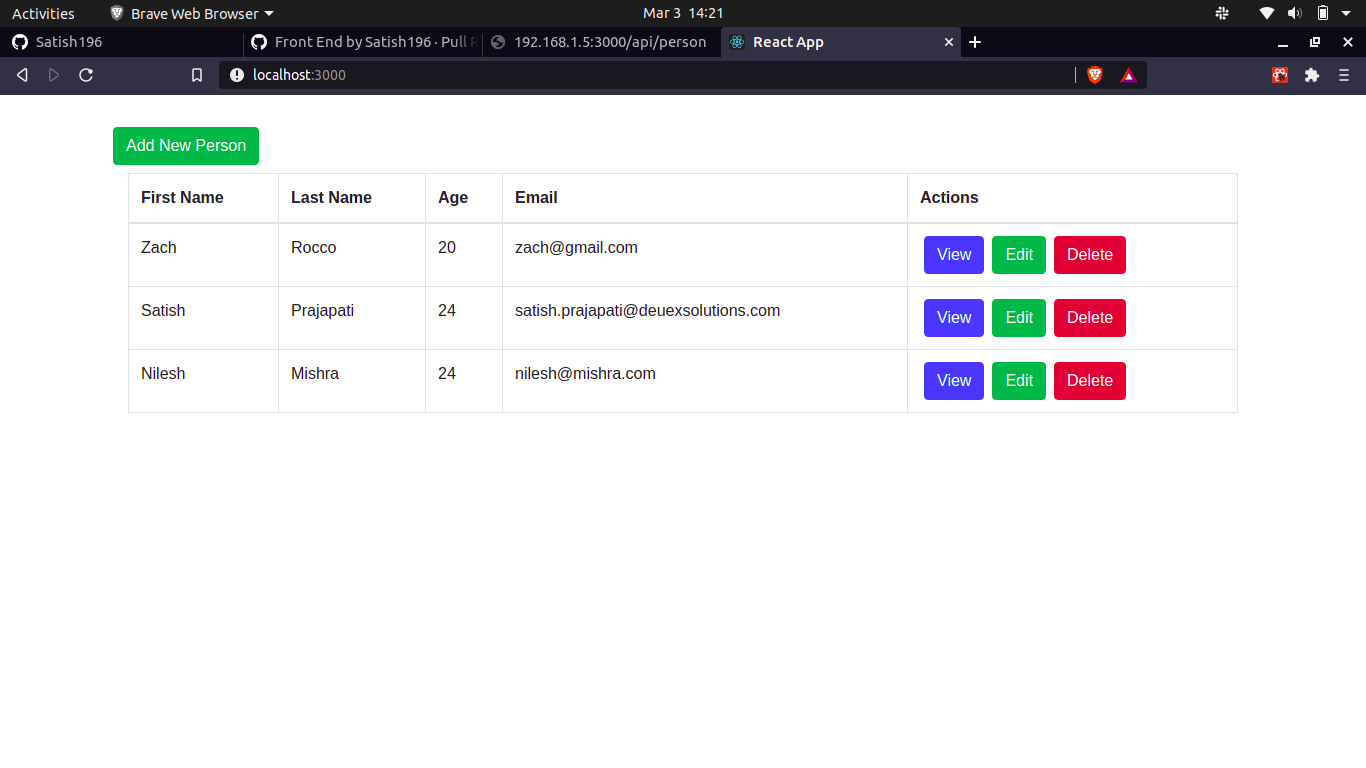 Activities Brave Web Browser Mar 3 14:21
Satish196 Front End by Satish196 · Pull R 192.168.1.5:3000/api/person React App
localhost:3000
Add New Person
First Name Last Name Age Email Actions
Zach Rocco 20 zach@gmail.com View Edit Delete
Satish Prajapati 24 satish.prajapati@deuexsolutions.com View Edit Delete
Nilesh Mishra 24 nilesh@mishra.com View Edit Delete